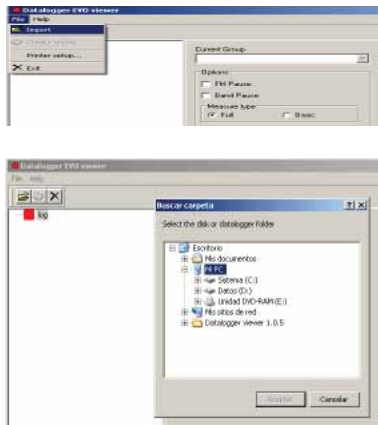 Datalogger EVO viewer
File Help
Import
Create report
Printer setup...
Exit
Current Group
Options
FM Pause
Band Pause
Measure type
Full Basic
Datalogger EVO viewer
File Help
log
Buscar carpeta
Select the disk or datalogger folder
Escritorio
Mis documentos
Mi PC
Sistema (C:)
Datos (D:)
Unidad DVD-RAM (E:)
Mis sitios de red
Datalogger viewer 1.0.5
Aceptar Cancelar